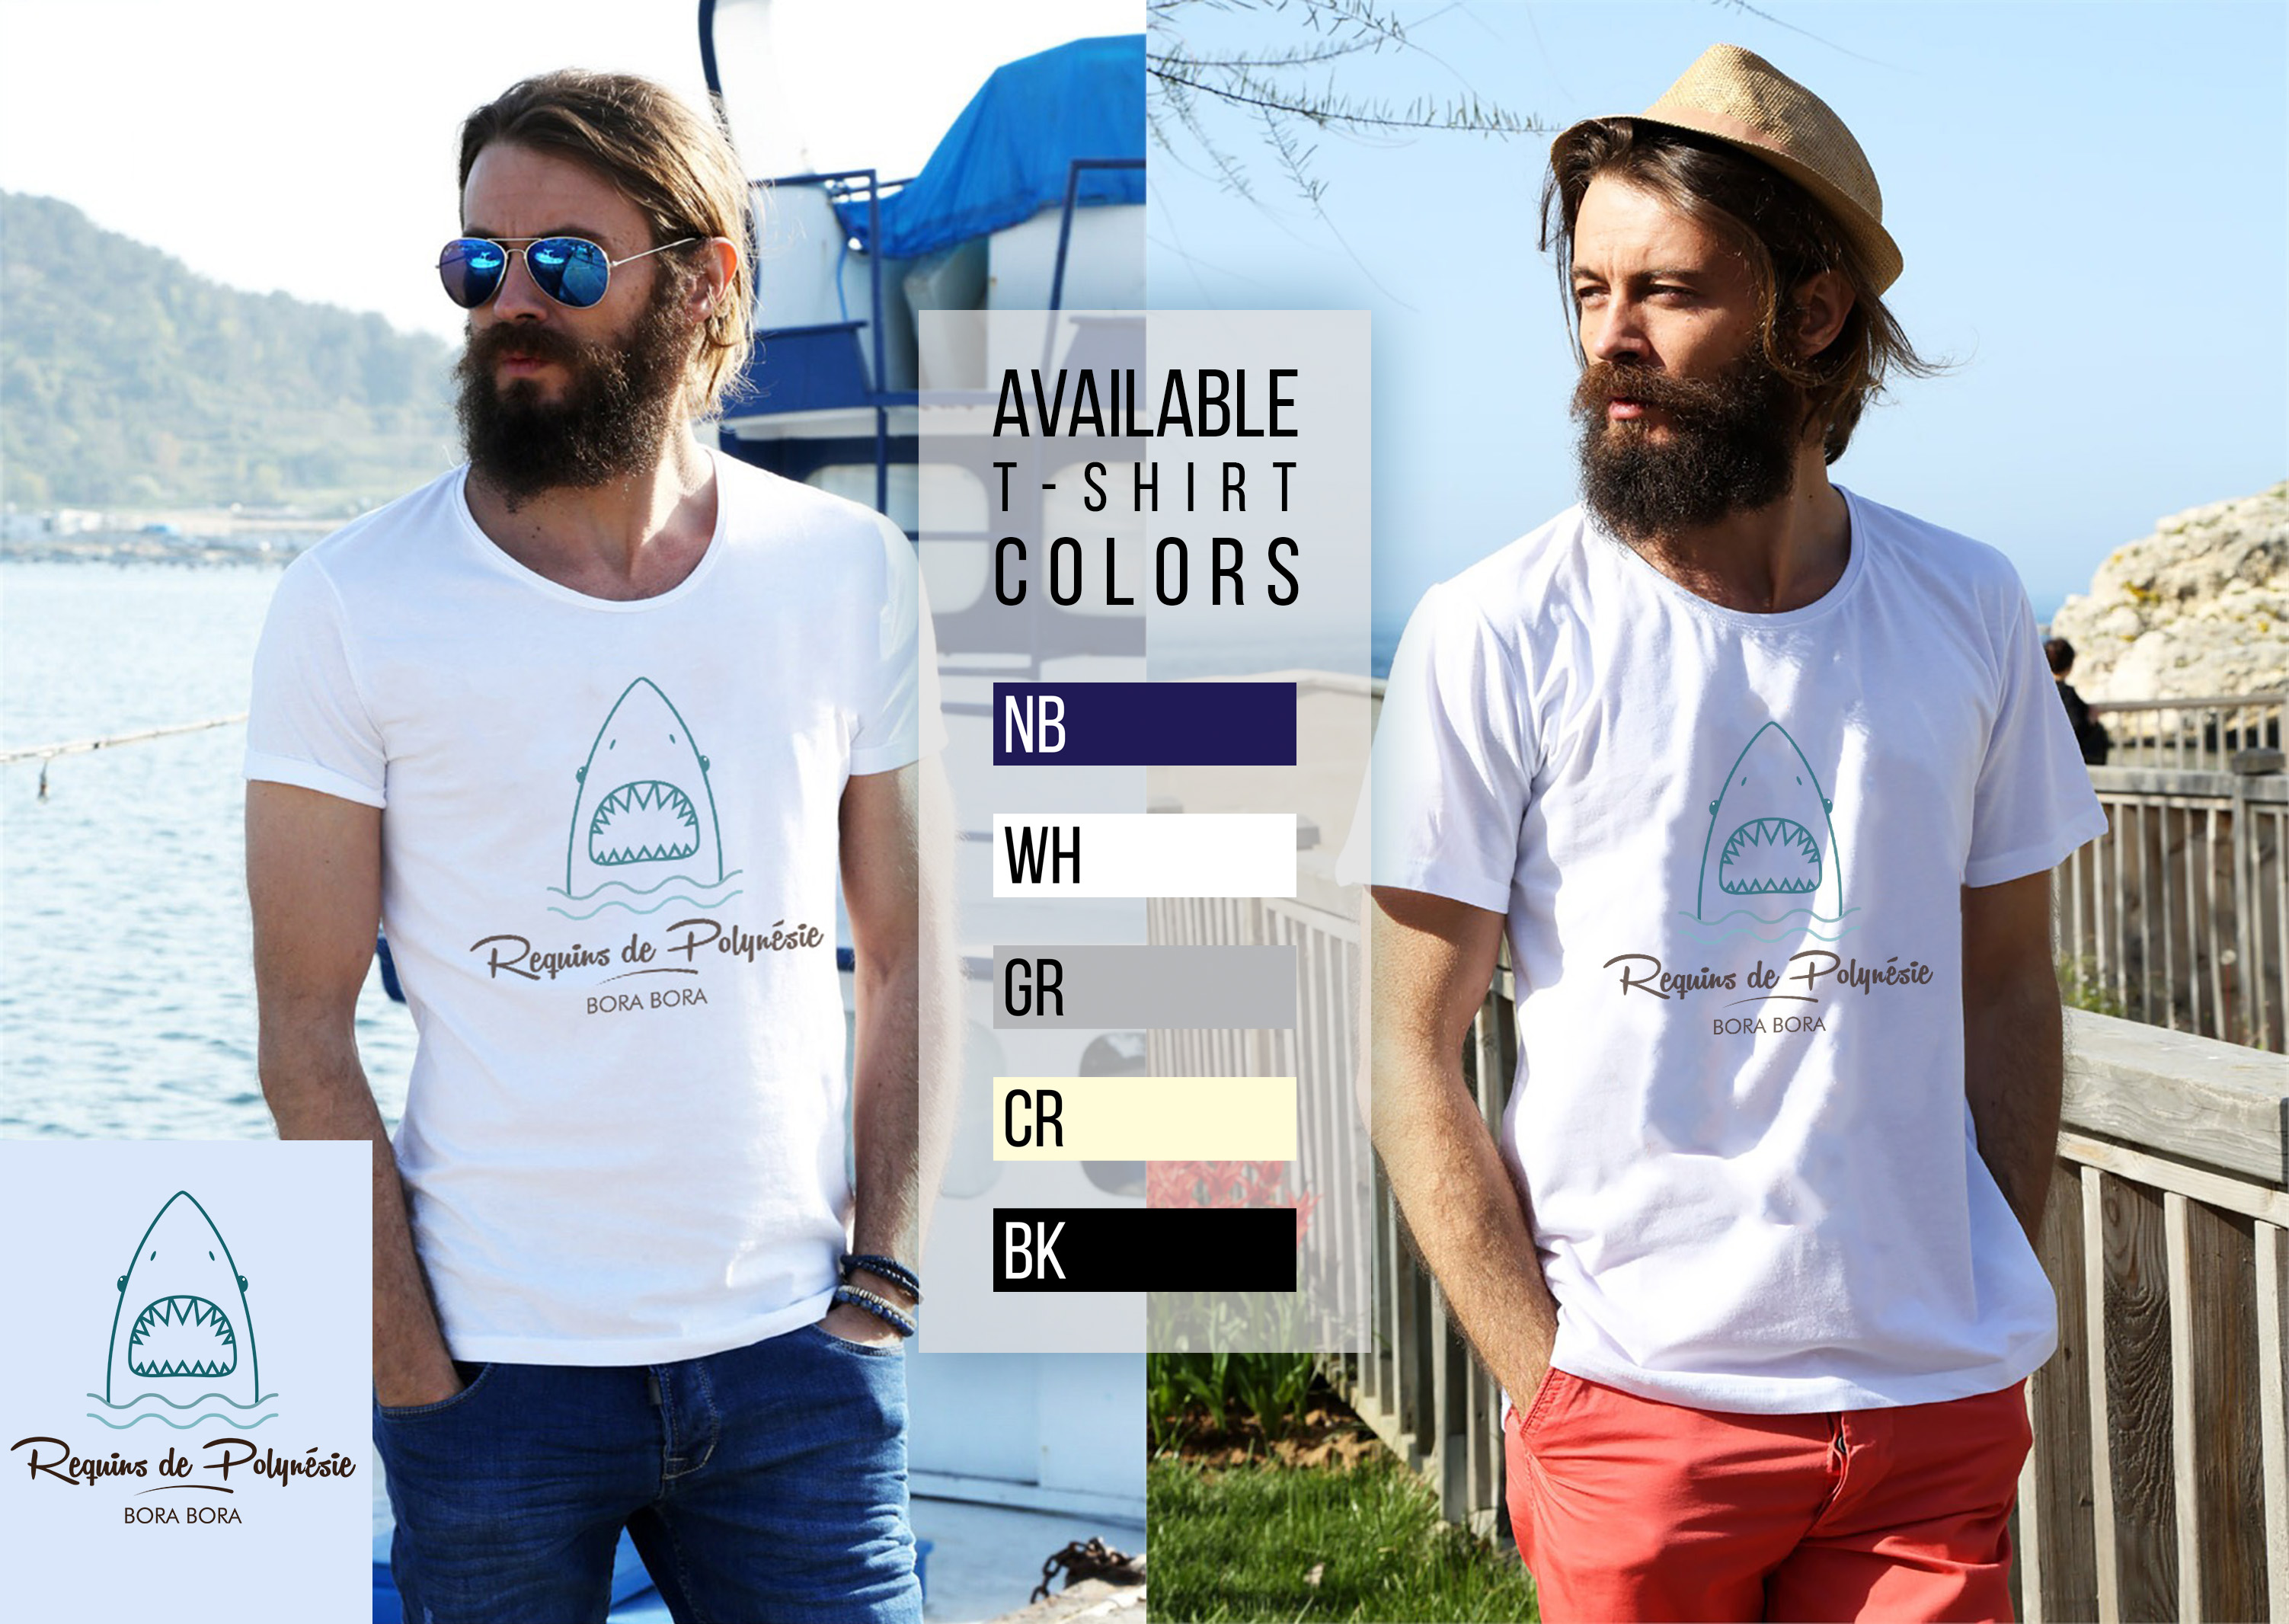 AVAILABLE
T-SHIRT
COLORS
NB
WH
GR
CR
BK
Requins de Polynésie
BORA BORA
Requins de Polynésie
BORA BORA
Requins de Polynésie
BORA BORA